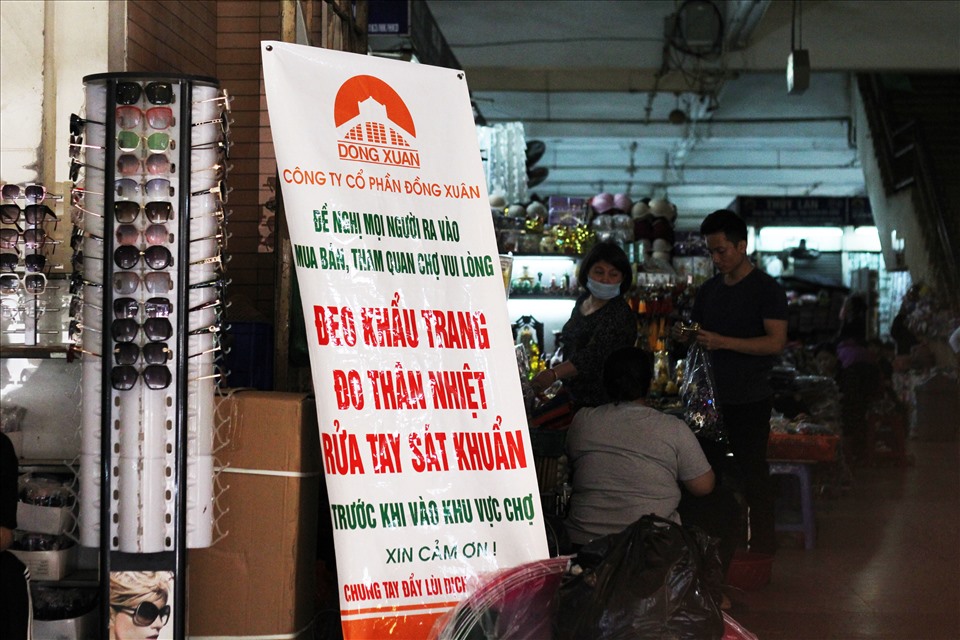 DONG XUAN
CÔNG TY CỔ PHẦN ĐỒNG XUÂN
ĐỀ NGHỊ MỌI NGƯỜI RA VÀO
MUA BÁN, THAM QUAN CHỢ VUI LÒNG
ĐEO KHẨU TRANG
ĐO THÂN NHIỆT
RỬA TAY SÁT KHUẨN
TRƯỚC KHI VÀO KHU VỰC CHỢ
XIN CẢM ƠN !
CHUNG TAY ĐẨY LÙI DỊCH